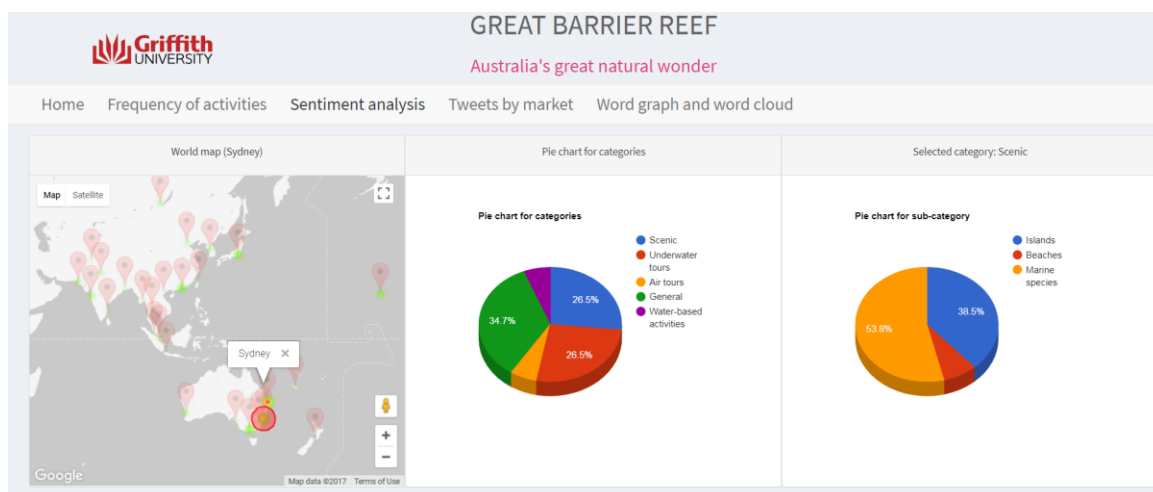 GREAT BARRIER REEF
Griffith
UNIVERSITY
Australia's great natural wonder
Home Frequency of activities Sentiment analysis Tweets by market Word graph and word cloud
World map (Sydney)
Pie chart for categories
Selected category: Scenic
Map Satellite
Sydney ×
+
−
Google
Map data ©2017 Terms of Use
Pie chart for categories
Scenic
Underwater
tours
Air tours
General
Water-based
activities
26.5%
34.7%
26.5%
Pie chart for sub-category
Islands
Beaches
Marine
species
38.5%
53.8%